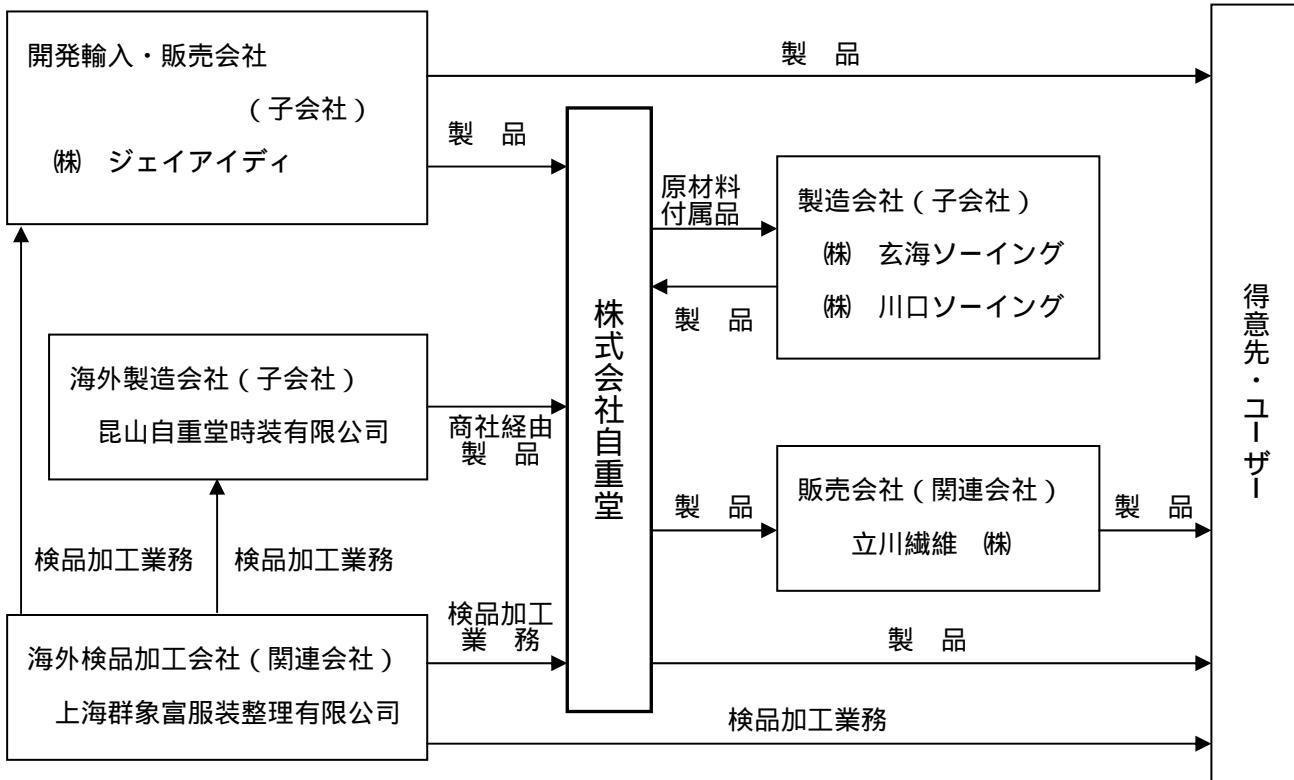 開発輸入・販売会社
(子会社)
㈱ ジェイアイディ
製 品
製 品
原材料
付属品
製造会社(子会社)
㈱ 玄海ソーイング
㈱ 川口ソーイング
製 品
株式会社自重堂
得意先・ユーザー
海外製造会社(子会社)
昆山自重堂時装有限公司
商社経由
製 品
製 品
販売会社(関連会社)
立川繊維 ㈱
製 品
検品加工業務
検品加工業務
検品加工
業 務
海外検品加工会社(関連会社)
上海群象富服装整理有限公司
製 品
検品加工業務